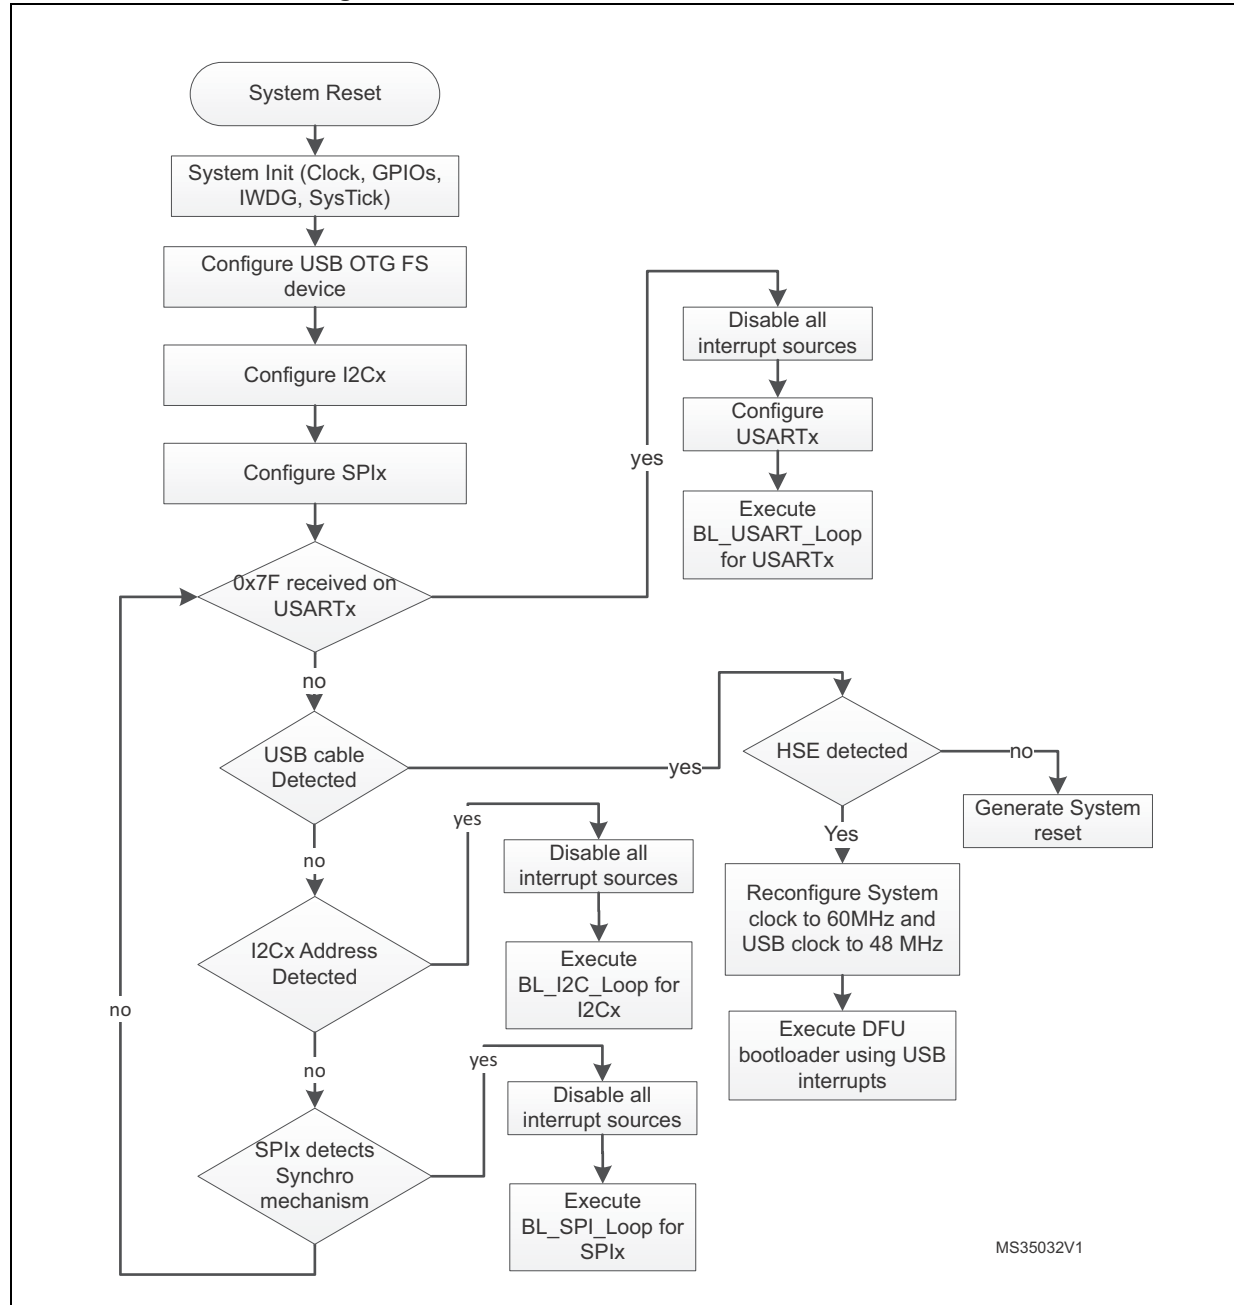 System Reset
System Init (Clock, GPIOs,
IWDG, SysTick)
Configure USB OTG FS
device
Configure I2Cx
Configure SPIx
0x7F received on
USARTx
yes
Disable all
interrupt sources
Configure
USARTx
Execute
BL_USART_Loop
for USARTx
no
USB cable
Detected
yes
HSE detected
no
Generate System
reset
Yes
Reconfigure System
clock to 60MHz and
USB clock to 48 MHz
Execute DFU
bootloader using USB
interrupts
no
I2Cx Address
Detected
yes
Disable all
interrupt sources
Execute
BL_I2C_Loop for
I2Cx
no
SPIx detects
Synchro
mechanism
yes
Disable all
interrupt sources
Execute
BL_SPI_Loop for
SPIx
no
MS35032V1